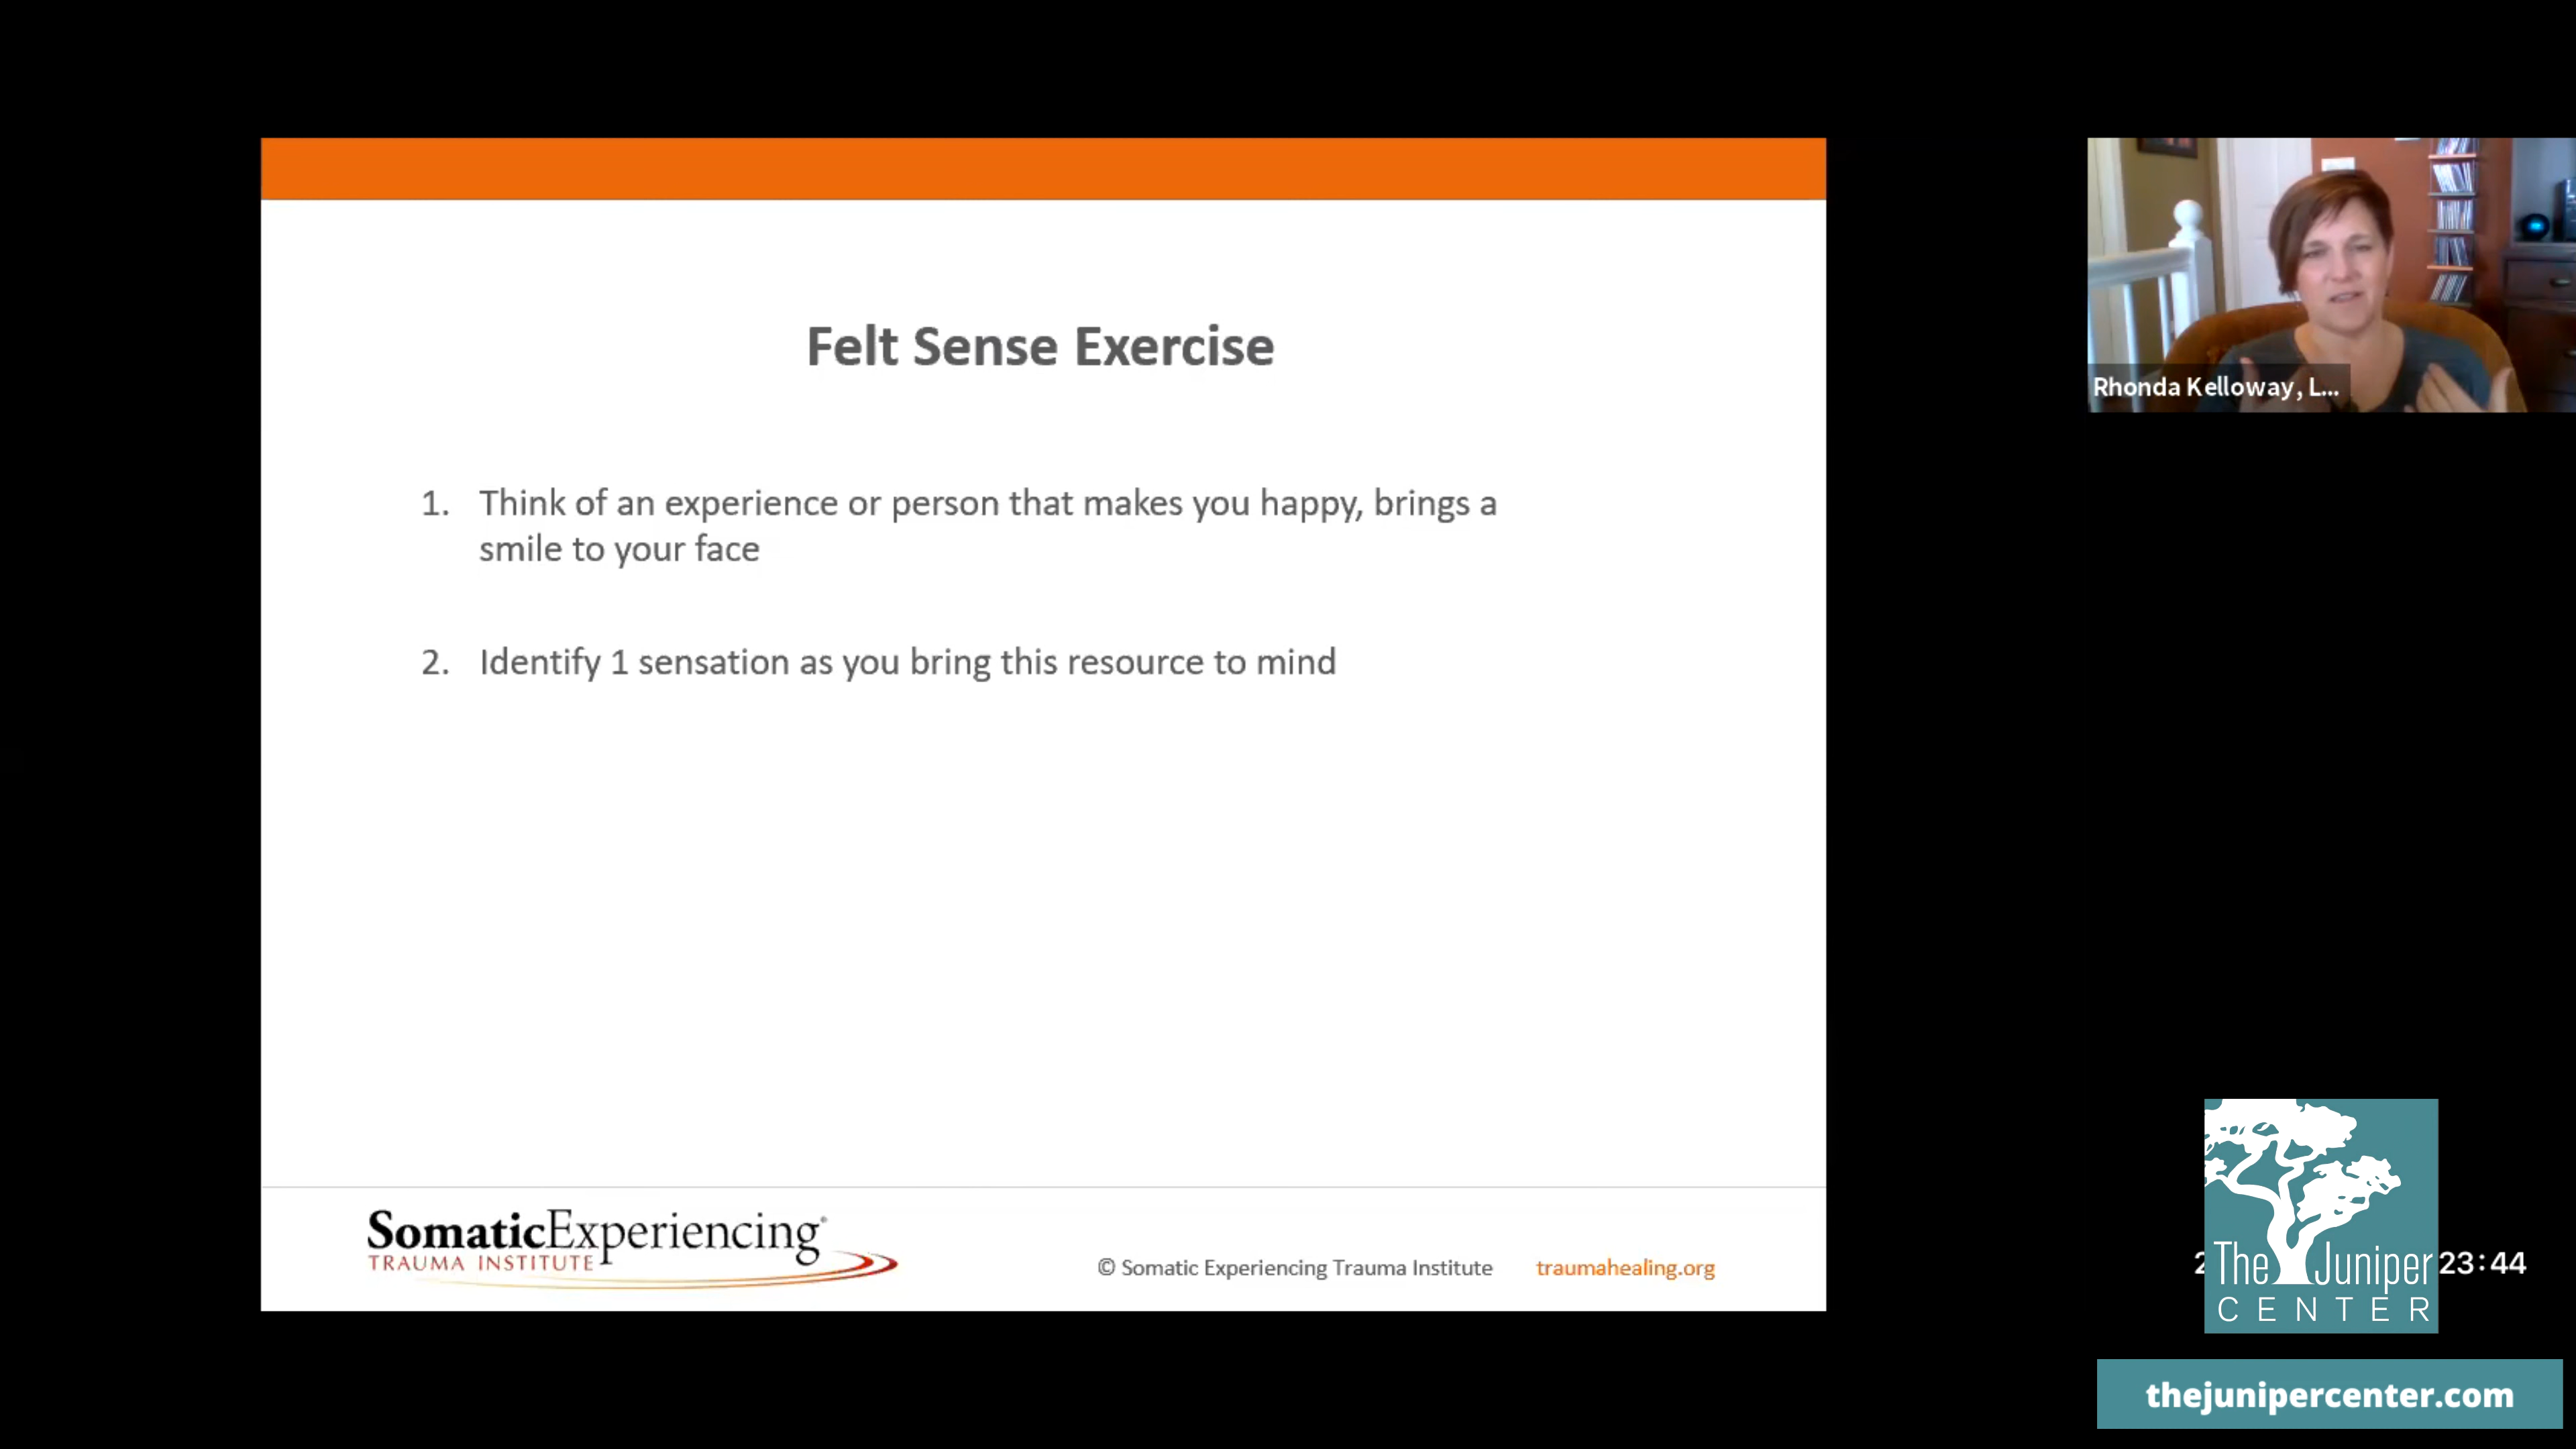 Felt Sense Exercise
1. Think of an experience or person that makes you happy, brings a
smile to your face
2. Identify 1 sensation as you bring this resource to mind
SomaticExperiencing®
TRAUMA INSTITUTE
© Somatic Experiencing Trauma Institute traumahealing.org
Rhonda Kelloway, L...
The Juniper
CENTER
23:44
thejunipercenter.com